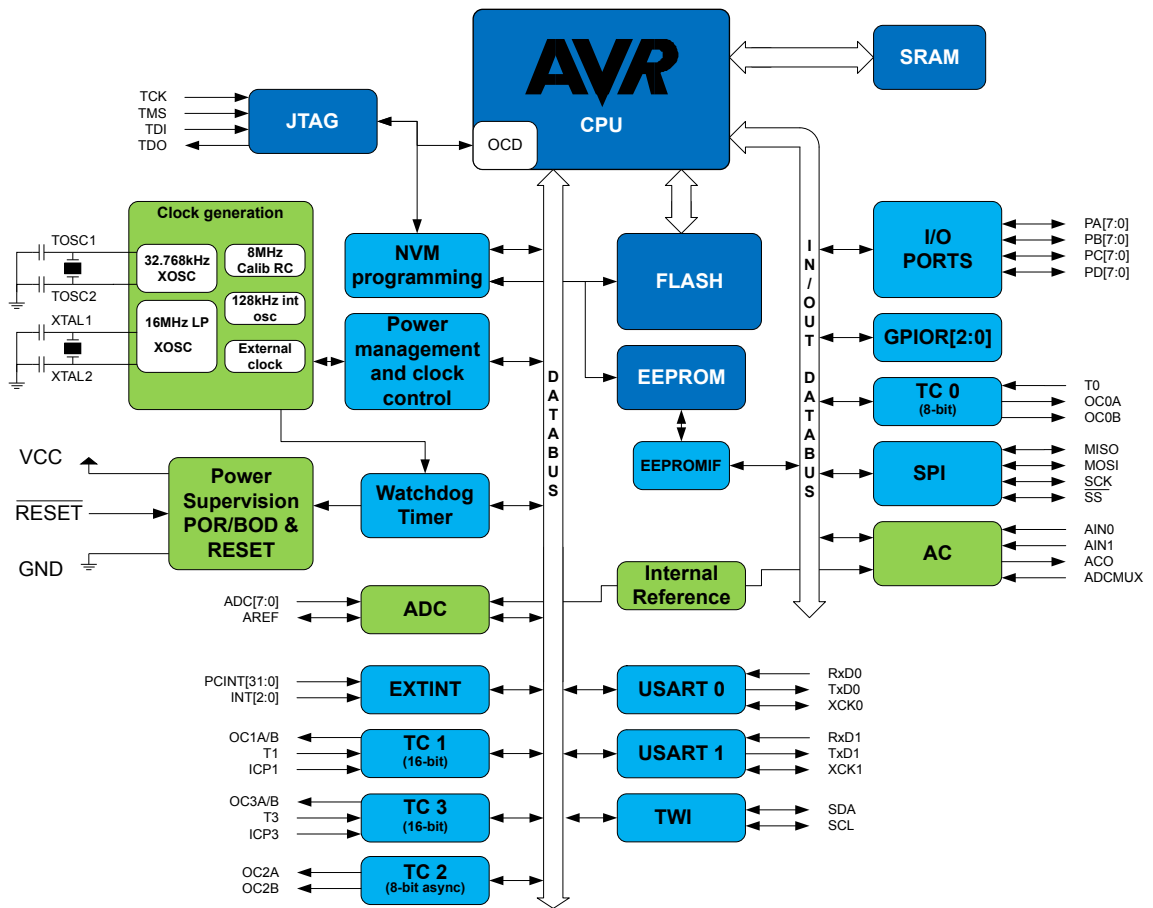 AVR
CPU
OCD
SRAM
TCK
TMS
TDI
TDO
JTAG
Clock generation
TOSC1
TOSC2
XTAL1
XTAL2
32.768kHz
XOSC
8MHz
Calib RC
128kHz int
osc
16MHz LP
XOSC
External
clock
NVM
programming
Power
management
and clock
control
FLASH
EEPROM
EEPROMIF
DATABUS
IN/OUT DATABUS
I/O
PORTS
PA[7:0]
PB[7:0]
PC[7:0]
PD[7:0]
GPIOR[2:0]
TC 0
(8-bit)
T0
OC0A
OC0B
SPI
MISO
MOSI
SCK
SS
AC
AIN0
AIN1
ACO
ADCMUX
VCC
RESET
GND
Power
Supervision
POR/BOD &
RESET
Watchdog
Timer
Internal
Reference
ADC[7:0]
AREF
ADC
PCINT[31:0]
INT[2:0]
EXTINT
USART 0
RxD0
TxD0
XCK0
OC1A/B
T1
ICP1
TC 1
(16-bit)
USART 1
RxD1
TxD1
XCK1
OC3A/B
T3
ICP3
TC 3
(16-bit)
TWI
SDA
SCL
OC2A
OC2B
TC 2
(8-bit async)